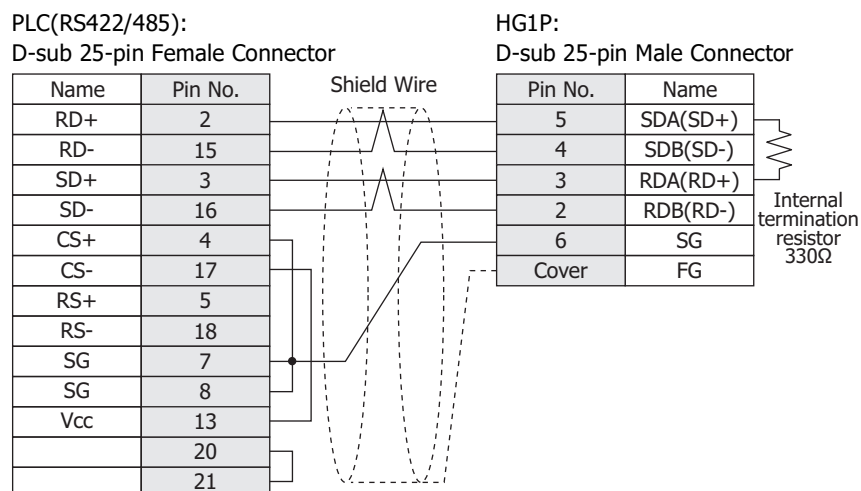 PLC(RS422/485):
D-sub 25-pin Female Connector
HG1P:
D-sub 25-pin Male Connector
Name Pin No. Shield Wire Pin No. Name
RD+ 2 5 SDA(SD+)
RD- 15 4 SDB(SD-)
SD+ 3 3 RDA(RD+)
SD- 16 2 RDB(RD-)
CS+ 4 6 SG
CS- 17 Cover FG
RS+ 5
RS- 18
SG 7
SG 8
Vcc 13
20
21
Internal
termination
resistor
330Ω